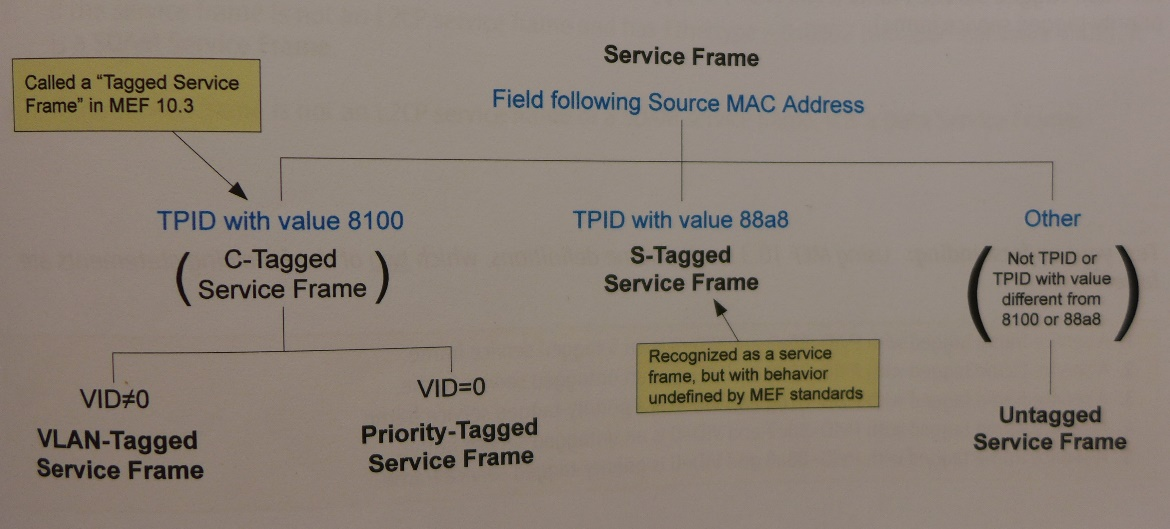 Service Frame
Field following Source MAC Address
Called a “Tagged Service
Frame” in MEF 10.3
TPID with value 8100
(C-Tagged
Service Frame)
TPID with value 88a8
S-Tagged
Service Frame
Other
(Not TPID or
TPID with value
different from
8100 or 88a8)
Recognized as a service
frame, but with behavior
undefined by MEF standards
VID≠0
VLAN-Tagged
Service Frame
VID=0
Priority-Tagged
Service Frame
Untagged
Service Frame